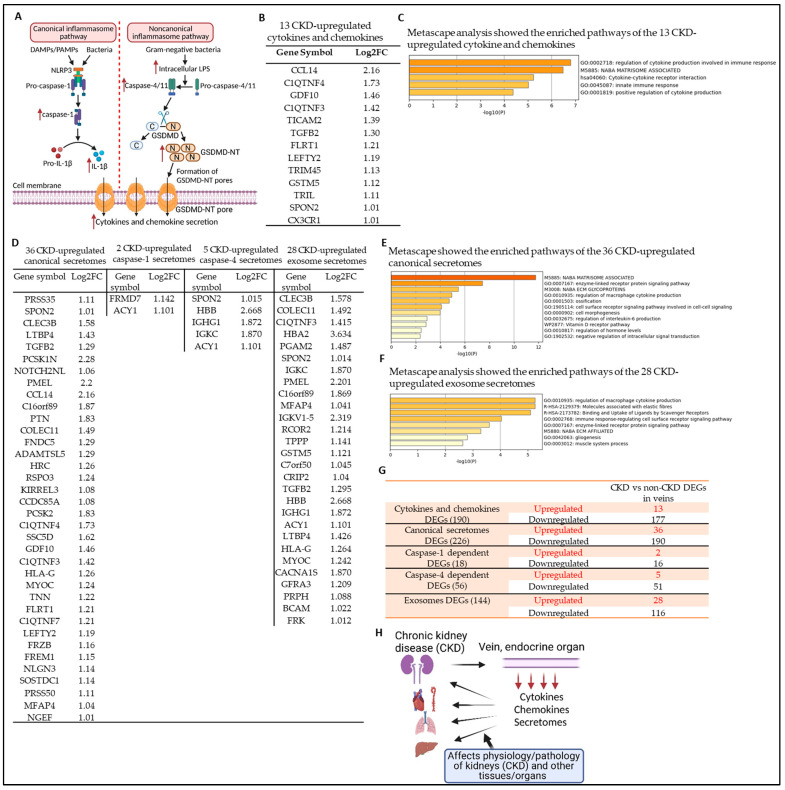 A
Canonical inflammasome
pathway
Noncanonical
inflammasome pathway
DAMPs/PAMPs
Bacteria
NLRP3
Pro-caspase-1
caspase-1
Pro-IL-1β
IL-1β
Gram-negative bacteria
Intracellular LPS
Caspase-4/11
Pro-caspase-4/11
C
N
GSDMD
C
N
N
N
N
GSDMD-NT
Formation of
GSDMD-NT pores
Cell membrane
GSDMD-NT pore
Cytokines and chemokine secretion
B
13 CKD-upregulated
cytokines and chemokines
Gene Symbol Log2FC
CCL14 2.16
C1QTNF4 1.73
GDF10 1.46
C1QTNF3 1.42
TICAM2 1.39
TGFB2 1.30
FLRT1 1.21
LEFTY2 1.19
TRIM45 1.13
GSTM5 1.12
TRIL 1.11
SPON2 1.01
CX3CR1 1.01
C
Metascape analysis showed the enriched pathways of the 13 CKD-
upregulated cytokine and chemokines
GO:0002718: regulation of cytokine production involved in immune response
M5885: NABA MATRISOME ASSOCIATED
hsa04060: Cytokine-cytokine receptor interaction
GO:0045087: innate immune response
GO:0001819: positive regulation of cytokine production
0 1 2 3 4 5 6 7
-log10(P)
D
36 CKD-upregulated
canonical secretomes
Gene symbol Log2FC
PRSS35 1.11
SPON2 1.01
CLEC3B 1.58
LTBP4 1.43
TGFB2 1.29
PCSK1N 2.28
NOTCH2NL 1.06
PMEL 2.2
CCL14 2.16
C16orf89 1.87
PTN 1.83
COLEC11 1.49
FNDC5 1.29
ADAMTSL5 1.29
HRC 1.26
RSPO3 1.24
KIRREL3 1.08
CCDC85A 1.08
PCSK2 1.83
C1QTNF4 1.73
SSC5D 1.62
GDF10 1.46
C1QTNF3 1.42
HLA-G 1.26
MYOC 1.24
TNN 1.22
FLRT1 1.21
C1QTNF7 1.21
LEFTY2 1.19
FRZB 1.16
FREM1 1.15
NLGN3 1.14
SOSTDC1 1.14
PRSS50 1.11
MFAP4 1.04
NGEF 1.01
2 CKD-upregulated
caspase-1 secretomes
Gene
symbol
Log2FC
FRMD7 1.142
ACY1 1.101
5 CKD-upregulated
caspase-4 secretomes
Gene
symbol
Log2FC
SPON2 1.015
HBB 2.668
IGHG1 1.872
IGKC 1.870
ACY1 1.101
28 CKD-upregulated
exosome secretomes
Gene
symbol
Log2FC
CLEC3B 1.578
COLEC11 1.492
C1QTNF3 1.415
HBA2 3.634
PGAM2 1.487
SPON2 1.014
IGKC 1.870
PMEL 2.201
C16orf89 1.869
MFAP4 1.041
IGKV1-5 2.319
RCOR2 1.214
TPPP 1.141
GSTM5 1.121
C7orf50 1.045
CRIP2 1.04
TGFB2 1.295
HBB 2.668
IGHG1 1.872
ACY1 1.101
LTBP4 1.426
HLA-G 1.264
MYOC 1.242
CACNA1S 1.870
GFRA3 1.209
PRPH 1.088
BCAM 1.022
FRK 1.012
E
Metascape showed the enriched pathways of the 36 CKD-upregulated
canonical secretomes
M5885: NABA MATRISOME ASSOCIATED
GO:0007167: enzyme-linked receptor protein signaling pathway
M3008: NABA ECM GLYCOPROTEINS
GO:0010935: regulation of macrophage cytokine production
GO:0001503: ossification
GO:1905114: cell surface receptor signaling pathway involved in cell-cell signaling
GO:0000902: cell morphogenesis
GO:0032675: regulation of interleukin-6 production
WP2877: Vitamin D receptor pathway
GO:0010817: regulation of hormone levels
GO:1902532: negative regulation of intracellular signal transduction
0 2 4 6 8 10 12
-log10(P)
F
Metascape analysis showed the enriched pathways of the 28 CKD-
upregulated exosome secretomes
GO:0010935: regulation of macrophage cytokine production
R-HSA-2129379: Molecules associated with elastic fibres
R-HSA-2173782: Binding and Uptake of Ligands by Scavenger Receptors
GO:0002768: immune response-regulating cell surface receptor signaling pathway
GO:0007167: enzyme-linked receptor protein signaling pathway
M5880: NABA ECM AFFILIATED
GO:0042063: gliogenesis
GO:0003012: muscle system process
0 1 2 3 4 5
-log10(P)
G
CKD vs non-CKD DEGs
in veins
Cytokines and chemokines
DEGs (190)
Upregulated 13
Downregulated 177
Canonical secretomes
DEGs (226)
Upregulated 36
Downregulated 190
Caspase-1 dependent
DEGs (18)
Upregulated 2
Downregulated 16
Caspase-4 dependent
DEGs (56)
Upregulated 5
Downregulated 51
Exosomes DEGs (144)
Upregulated 28
Downregulated 116
H
Chronic kidney
disease (CKD)
Vein, endocrine organ
Cytokines
Chemokines
Secretomes
Affects physiology/pathology
of kidneys (CKD) and other
tissues/organs